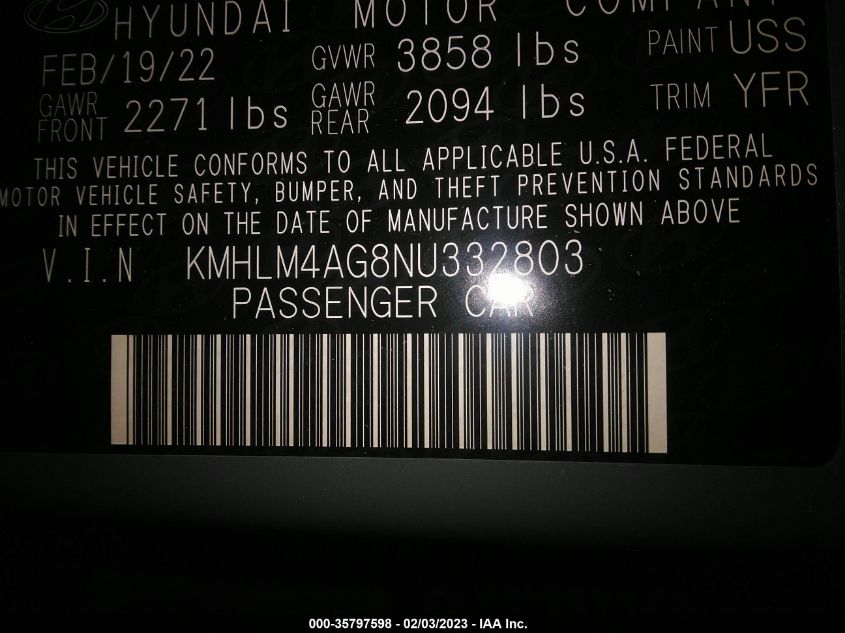 HYUNDAI MOTOR COMPANY
FEB/19/22 GVWR 3858 lbs PAINT USS
GAWR FRONT 2271 lbs GAWR REAR 2094 lbs TRIM YFR
THIS VEHICLE CONFORMS TO ALL APPLICABLE U.S.A. FEDERAL
MOTOR VEHICLE SAFETY, BUMPER, AND THEFT PREVENTION STANDARDS
IN EFFECT ON THE DATE OF MANUFACTURE SHOWN ABOVE
V.I.N KMHLM4AG8NU332803
PASSENGER CAR
000-35797598 - 02/03/2023 - IAA Inc.